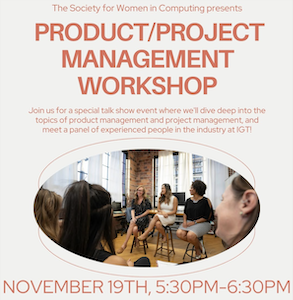 The Society for Women in Computing presents
PRODUCT/PROJECT
MANAGEMENT
WORKSHOP
Join us for a special talk show event where we'll dive deep into the
topics of product management and project management, and
meet a panel of experienced people in the industry at IGT!
NOVEMBER 19TH, 5:30PM-6:30PM